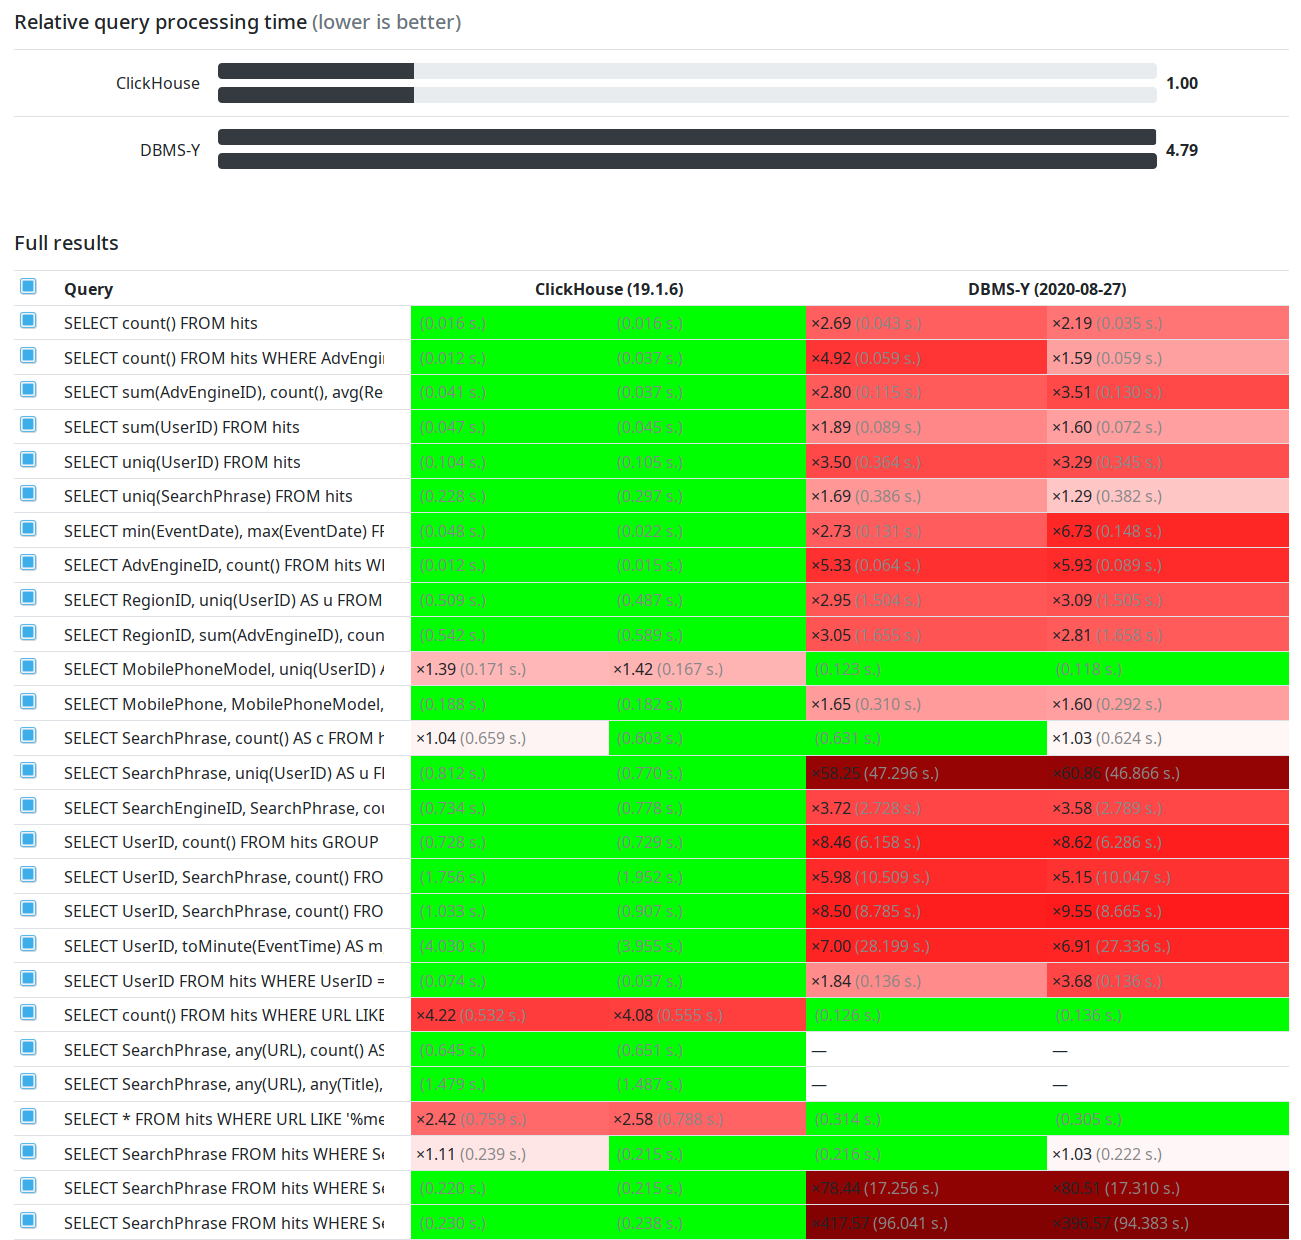 Relative query processing time (lower is better)
ClickHouse 1.00
DBMS-Y 4.79
Full results
Query ClickHouse (19.1.6) DBMS-Y (2020-08-27)
SELECT count() FROM hits (0.016 s.) (0.016 s.) ×2.69 (0.043 s.) ×2.19 (0.035 s.)
SELECT count() FROM hits WHERE AdvEngi (0.012 s.) (0.037 s.) ×4.92 (0.059 s.) ×1.59 (0.059 s.)
SELECT sum(AdvEngineID), count(), avg(Re (0.041 s.) (0.037 s.) ×2.80 (0.115 s.) ×3.51 (0.130 s.)
SELECT sum(UserID) FROM hits (0.047 s.) (0.045 s.) ×1.89 (0.089 s.) ×1.60 (0.072 s.)
SELECT uniq(UserID) FROM hits (0.104 s.) (0.105 s.) ×3.50 (0.364 s.) ×3.29 (0.345 s.)
SELECT uniq(SearchPhrase) FROM hits (0.228 s.) (0.297 s.) ×1.69 (0.386 s.) ×1.29 (0.382 s.)
SELECT min(EventDate), max(EventDate) FF (0.048 s.) (0.022 s.) ×2.73 (0.131 s.) ×6.73 (0.148 s.)
SELECT AdvEngineID, count() FROM hits WI (0.012 s.) (0.015 s.) ×5.33 (0.064 s.) ×5.93 (0.089 s.)
SELECT RegionID, uniq(UserID) AS u FROM (0.509 s.) (0.487 s.) ×2.95 (1.504 s.) ×3.09 (1.505 s.)
SELECT RegionID, sum(AdvEngineID), coun (0.542 s.) (0.589 s.) ×3.05 (1.655 s.) ×2.81 (1.658 s.)
SELECT MobilePhoneModel, uniq(UserID) A ×1.39 (0.171 s.) ×1.42 (0.167 s.) (0.123 s.) (0.118 s.)
SELECT MobilePhone, MobilePhoneModel, (0.188 s.) (0.182 s.) ×1.65 (0.310 s.) ×1.60 (0.292 s.)
SELECT SearchPhrase, count() AS c FROM h ×1.04 (0.659 s.) (0.603 s.) (0.631 s.) ×1.03 (0.624 s.)
SELECT SearchPhrase, uniq(UserID) AS u FI (0.812 s.) (0.770 s.) ×58.25 (47.296 s.) ×60.86 (46.866 s.)
SELECT SearchEngineID, SearchPhrase, cou (0.734 s.) (0.778 s.) ×3.72 (2.728 s.) ×3.58 (2.789 s.)
SELECT UserID, count() FROM hits GROUP (0.728 s.) (0.729 s.) ×8.46 (6.158 s.) ×8.62 (6.286 s.)
SELECT UserID, SearchPhrase, count() FRO (1.756 s.) (1.952 s.) ×5.98 (10.509 s.) ×5.15 (10.047 s.)
SELECT UserID, SearchPhrase, count() FRO (1.033 s.) (0.907 s.) ×8.50 (8.785 s.) ×9.55 (8.665 s.)
SELECT UserID, toMinute(EventTime) AS m (4.030 s.) (3.955 s.) ×7.00 (28.199 s.) ×6.91 (27.336 s.)
SELECT UserID FROM hits WHERE UserID = (0.074 s.) (0.037 s.) ×1.84 (0.136 s.) ×3.68 (0.136 s.)
SELECT count() FROM hits WHERE URL LIKE ×4.22 (0.532 s.) ×4.08 (0.555 s.) (0.126 s.) (0.136 s.)
SELECT SearchPhrase, any(URL), count() AS (0.645 s.) (0.651 s.) — —
SELECT SearchPhrase, any(URL), any(Title), (1.479 s.) (1.487 s.) — —
SELECT * FROM hits WHERE URL LIKE '%me ×2.42 (0.759 s.) ×2.58 (0.788 s.) (0.314 s.) (0.305 s.)
SELECT SearchPhrase FROM hits WHERE Se ×1.11 (0.239 s.) (0.215 s.) (0.216 s.) ×1.03 (0.222 s.)
SELECT SearchPhrase FROM hits WHERE Se (0.220 s.) (0.215 s.) ×78.44 (17.256 s.) ×80.51 (17.310 s.)
SELECT SearchPhrase FROM hits WHERE Se (0.230 s.) (0.238 s.) ×417.57 (96.041 s.) ×396.57 (94.383 s.)